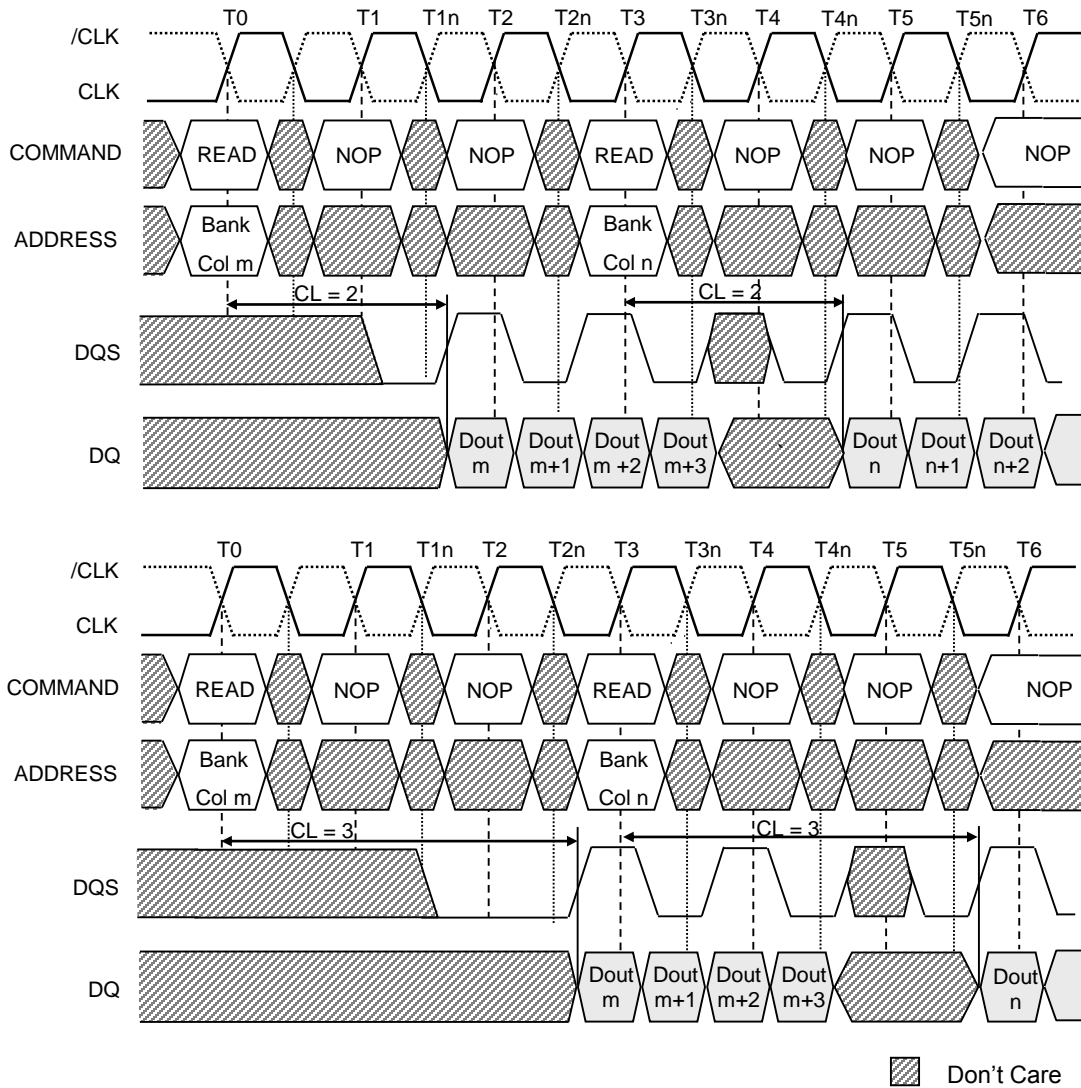 T0 T1 T1n T2 T2n T3 T3n T4 T4n T5 T5n T6
/CLK
CLK
COMMAND READ NOP NOP READ NOP NOP NOP
ADDRESS Bank Col m Bank Col n
CL = 2 CL = 2
DQS
DQ Dout m Dout m+1 Dout m +2 Dout m+3 Dout n Dout n+1 Dout n+2
T0 T1 T1n T2 T2n T3 T3n T4 T4n T5 T5n T6
/CLK
CLK
COMMAND READ NOP NOP READ NOP NOP NOP
ADDRESS Bank Col m Bank Col n
CL = 3 CL = 3
DQS
DQ Dout m Dout m+1 Dout m+2 Dout m+3 Dout n
Don't Care